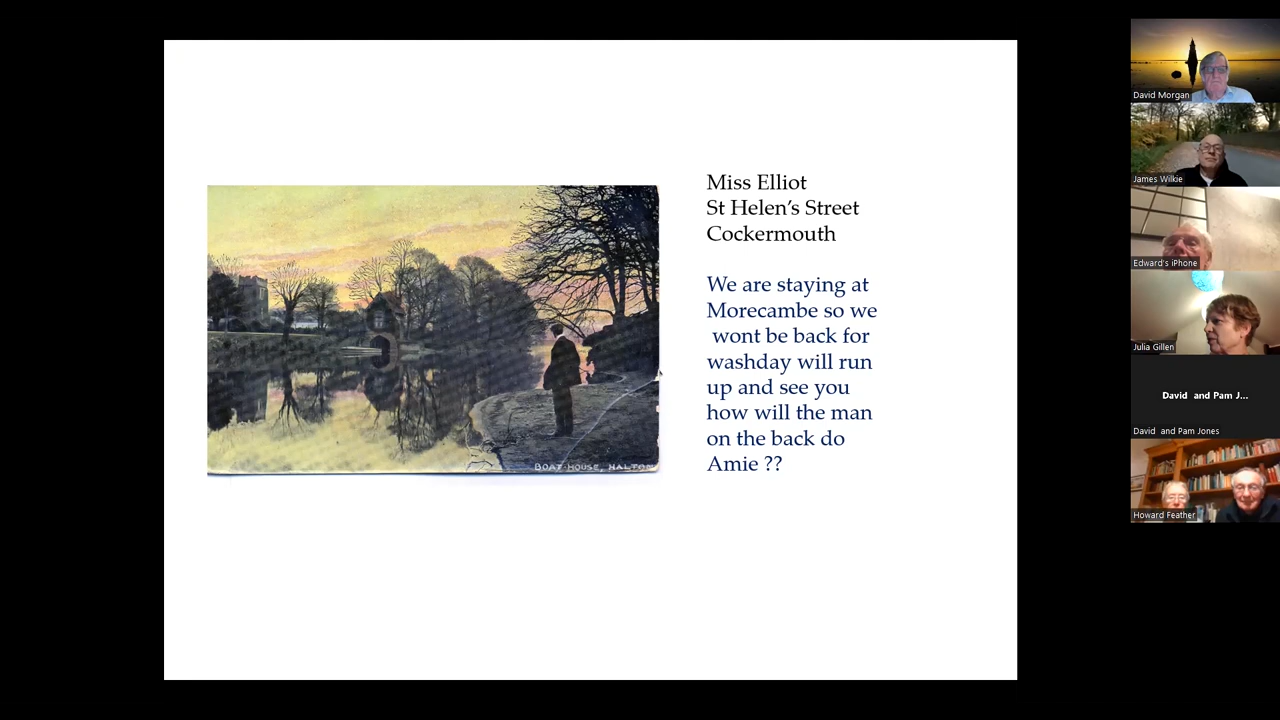 Miss Elliot
St Helen’s Street
Cockermouth
We are staying at
Morecambe so we
wont be back for
washday will run
up and see you
how will the man
on the back do
Amie ??
BOAT-HOUSE, HALTON
David Morgan
James Wilkie
Edward's iPhone
Julia Gillen
David and Pam J...
David and Pam Jones
Howard Feather